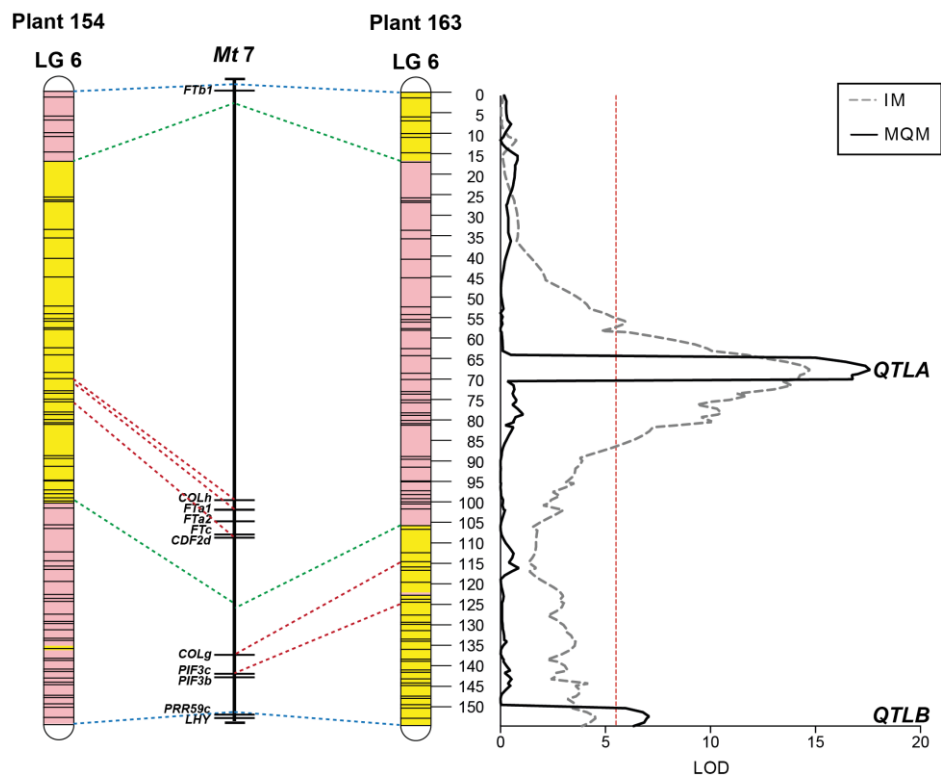 Plant 154
Plant 163
LG 6
Mt 7
LG 6
FTb1
COLh
FTa1
FTa2
FTc
CDF2d
COLg
PIF3c
PIF3b
PRR59c
LHY
0
5
10
15
20
25
30
35
40
45
50
55
60
65
70
75
80
85
90
95
100
105
110
115
120
125
130
135
140
145
150
IM
MQM
QTLA
QTLB
0 5 10 15 20
LOD